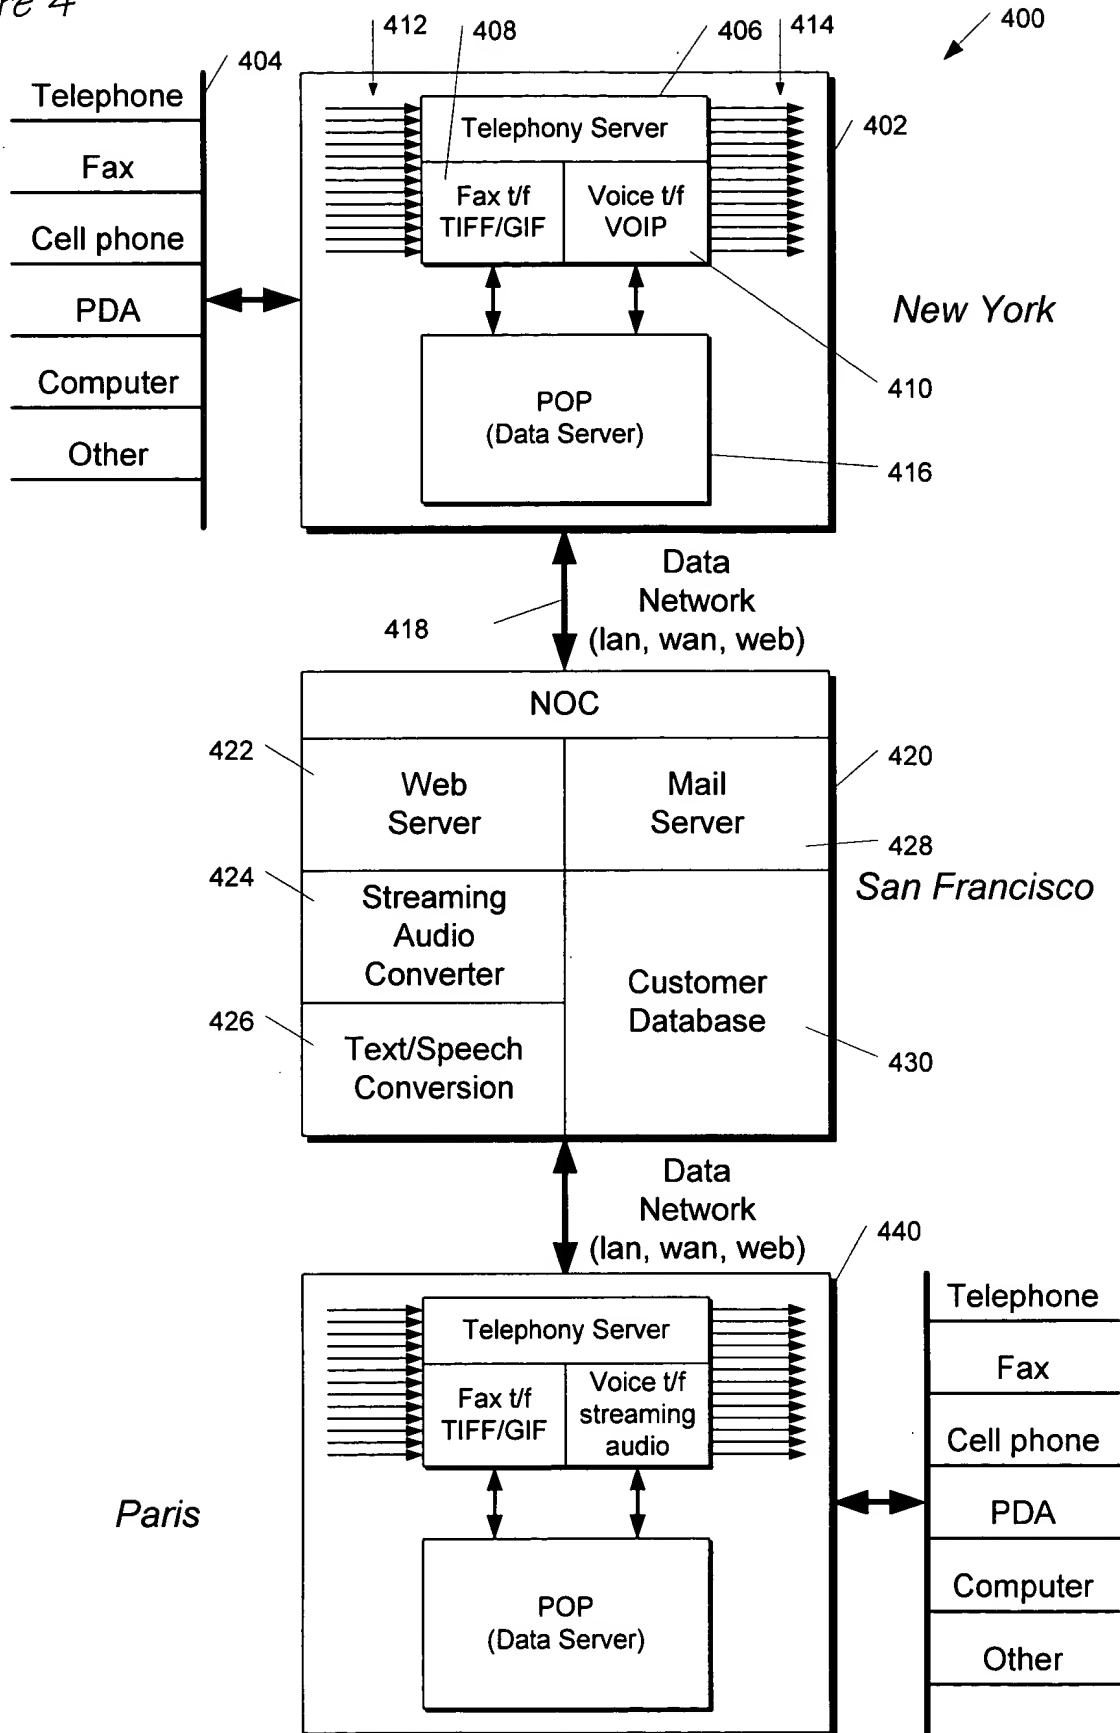 412
408
406
414
400
404
Telephone
Fax
Cell phone
PDA
Computer
Other
402
Telephony Server
Fax t/f
TIFF/GIF
Voice t/f
VOIP
New York
410
POP
(Data Server)
416
Data
Network
(lan, wan, web)
418
NOC
422
Web
Server
Mail
Server
420
428
424
Streaming
Audio
Converter
San Francisco
Customer
Database
426
Text/Speech
Conversion
430
Data
Network
(lan, wan, web)
440
Telephony Server
Fax t/f
TIFF/GIF
Voice t/f
streaming
audio
Telephone
Fax
Cell phone
PDA
Computer
Other
Paris
POP
(Data Server)